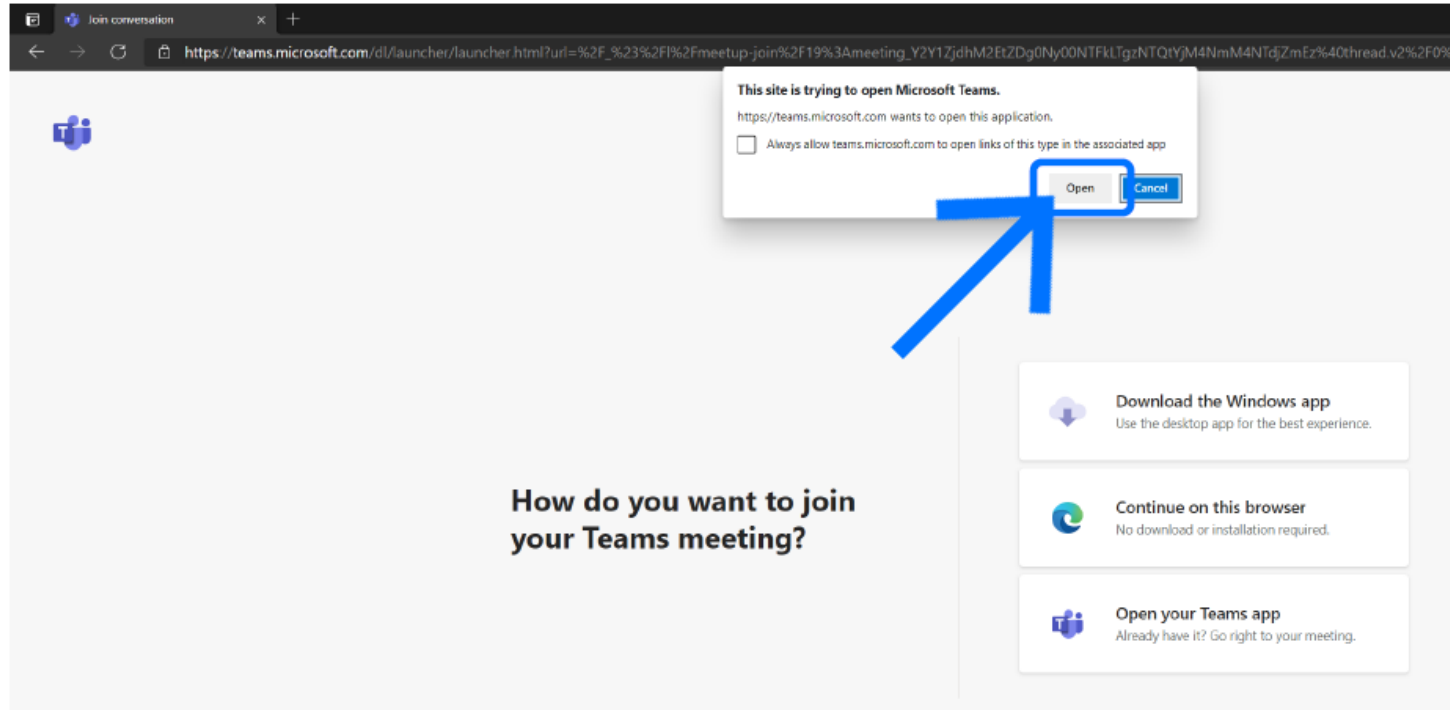 Join conversation
https://teams.microsoft.com/dl/launcher/launcher.html?url=%2F_%23%2Fl%2Fmeetup-join%2F19%3Ameeting_Y2Y1ZjdhM2EtZDg0Ny00NTFkLTgzNTQtYjM4NmM4NTdjZmEz%40thread.v2%2F0%
This site is trying to open Microsoft Teams.
https://teams.microsoft.com wants to open this application.
Always allow teams.microsoft.com to open links of this type in the associated app
Open
Cancel
Download the Windows app
Use the desktop app for the best experience.
How do you want to join
your Teams meeting?
Continue on this browser
No download or installation required.
Open your Teams app
Already have it? Go right to your meeting.